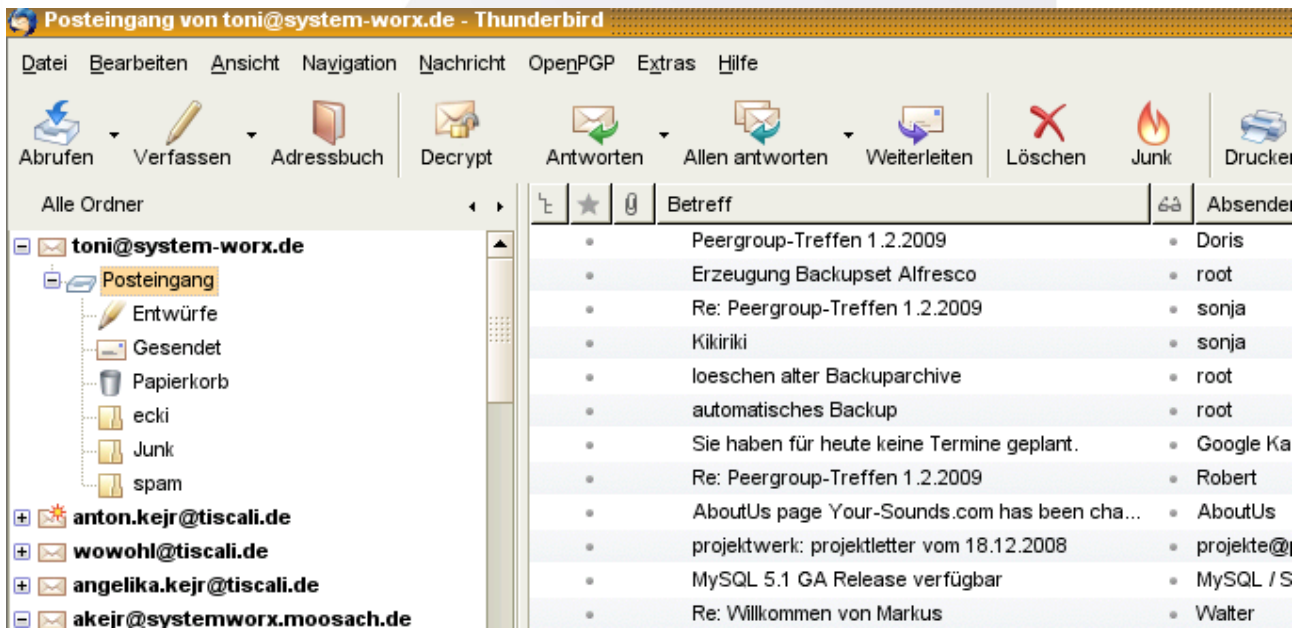 Posteingang von toni@system-worx.de - Thunderbird
Datei Bearbeiten Ansicht Navigation Nachricht OpenPGP Extras Hilfe
Abrufen Verfassen Adressbuch Decrypt Antworten Allen antworten Weiterleiten Löschen Junk Drucken
Alle Ordner
toni@system-worx.de
Posteingang
Entwürfe
Gesendet
Papierkorb
ecki
Junk
spam
anton.kejr@tiscali.de
wowohl@tiscali.de
angelika.kejr@tiscali.de
akejr@systemworx.moosach.de
Betreff Absender
Peergroup-Treffen 1.2.2009 Doris
Erzeugung Backupset Alfresco root
Re: Peergroup-Treffen 1.2.2009 sonja
Kikiriki sonja
loeschen alter Backuparchive root
automatisches Backup root
Sie haben für heute keine Termine geplant. Google Ka
Re: Peergroup-Treffen 1.2.2009 Robert
AboutUs page Your-Sounds.com has been cha... AboutUs
projektwerk: projektletter vom 18.12.2008 projekte@p
MySQL 5.1 GA Release verfügbar MySQL / S
Re: Willkommen von Markus Walter